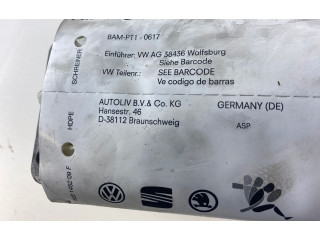 BAM-PT1 - 0617
Einführer: VW AG 38436 Wolfsburg
Siehe Barcode
VW Teilenr.: SEE BARCODE
Ve codigo de barras
AUTOLIV B.V.& Co. KG
Hansestr. 46
D-38112 Braunschweig
GERMANY (DE)
ASP
SCHREINER
HDPE